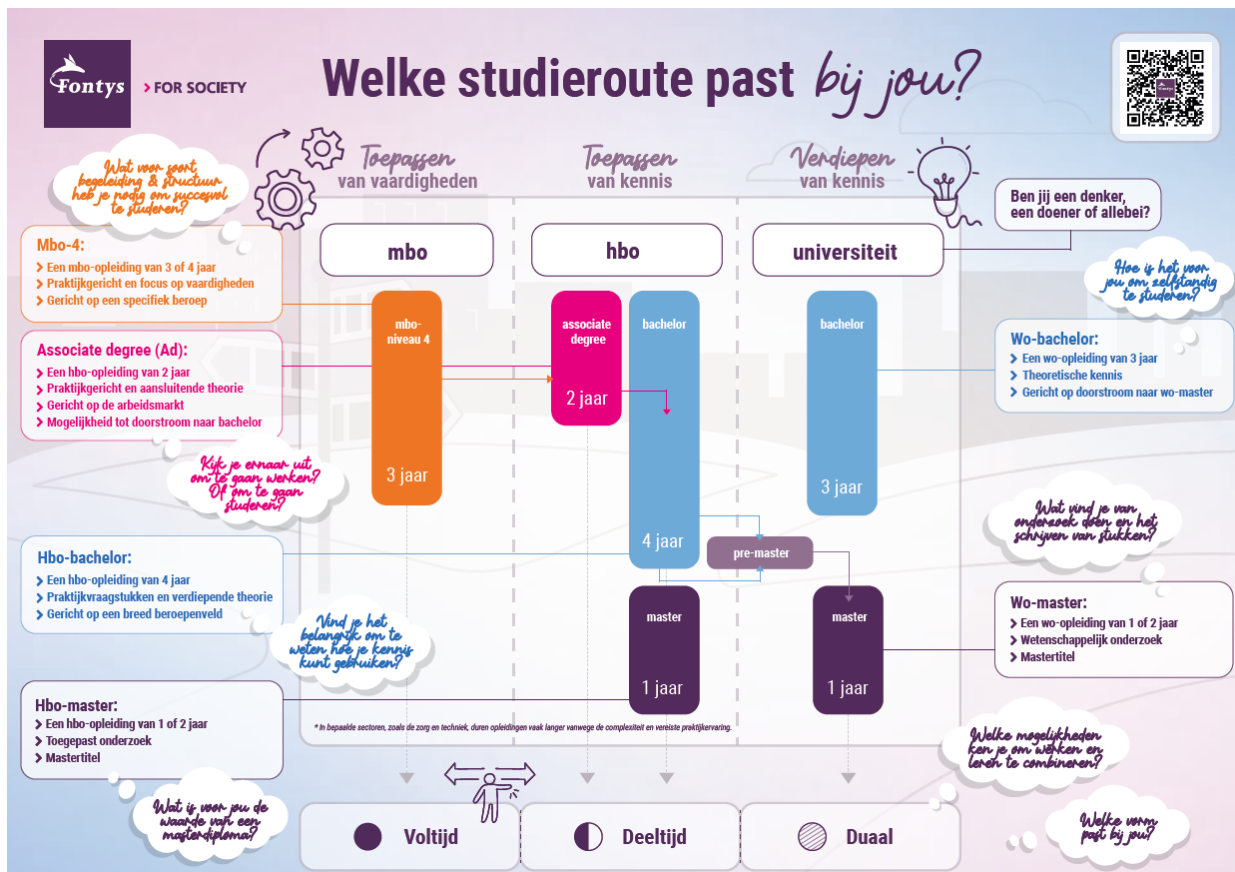 Fontys
> FOR SOCIETY
Welke studieroute past bij jou?
Fontys
Wat voor soort
begeleiding & structuur
heb je nodig om succesvol
te studeren?
Toepassen
van vaardigheden
Toepassen
van kennis
Verdiepen
van kennis
Ben jij een denker,
een doener of allebei?
mbo
hbo
universiteit
Mbo-4:
> Een mbo-opleiding van 3 of 4 jaar
> Praktijkgericht en focus op vaardigheden
> Gericht op een specifiek beroep
Hoe is het voor
jou om zelfstandig
te studeren?
mbo-
niveau 4
3 jaar
associate
degree
2 jaar
bachelor
4 jaar
bachelor
3 jaar
Associate degree (Ad):
> Een hbo-opleiding van 2 jaar
> Praktijkgericht en aansluitende theorie
> Gericht op de arbeidsmarkt
> Mogelijkheid tot doorstroom naar bachelor
Wo-bachelor:
> Een wo-opleiding van 3 jaar
> Theoretische kennis
> Gericht op doorstroom naar wo-master
Kijk je ernaar uit
om te gaan werken?
Of om te gaan
studeren?
Wat vind je van
onderzoek doen en het
schrijven van stukken?
Hbo-bachelor:
> Een hbo-opleiding van 4 jaar
> Praktijkvraagstukken en verdiepende theorie
> Gericht op een breed beroepenveld
pre-master
master
1 jaar
master
1 jaar
Wo-master:
> Een wo-opleiding van 1 of 2 jaar
> Wetenschappelijk onderzoek
> Mastertitel
Vind je het
belangrijk om te
weten hoe je kennis
kunt gebruiken?
Hbo-master:
> Een hbo-opleiding van 1 of 2 jaar
> Toegepast onderzoek
> Mastertitel
* In bepaalde sectoren, zoals de zorg en techniek, duren opleidingen vaak langer vanwege de complexiteit en vereiste praktijkervaring.
Welke mogelijkheden
ken je om werken en
leren te combineren?
Wat is voor jou de
waarde van een
masterdiploma?
Voltijd
Deeltijd
Duaal
Welke vorm
past bij jou?